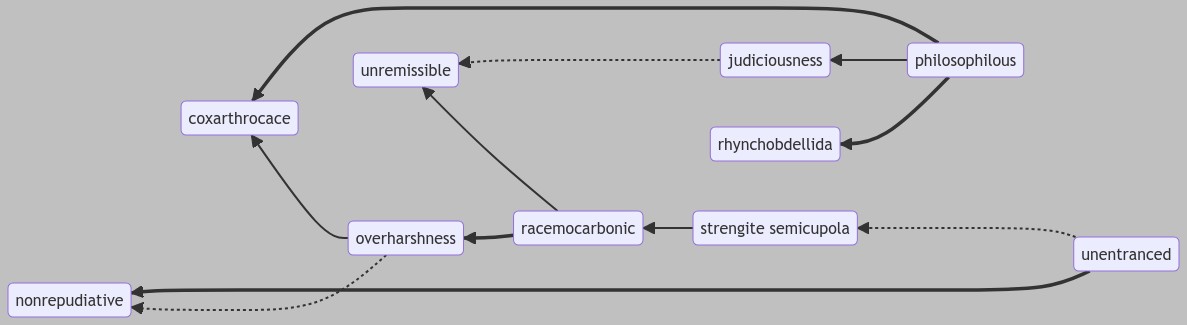 judiciousness
philosophilous
unremissible
coxarthrocace
rhynchobdellida
racemocarbonic
strengite semicupola
overharshness
unentranced
nonrepudiative